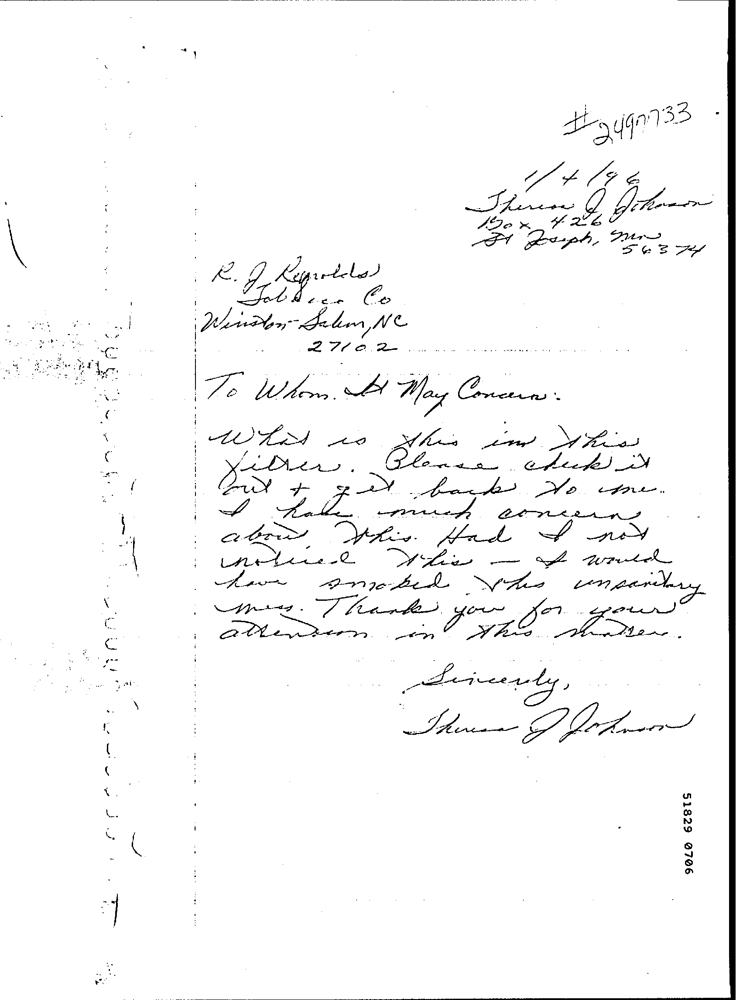 #2497733
1/4/96
Theresa J Johnson
Box 426
St Joseph, Mn
56374
R. J Reynolds
Tobacco Co
Winston-Salem, NC
27102
To Whom It May Concern:
What is this in this
filter. Please check it
out + get back to me.
I have much concern
about this. Had I not
noticed this — I would
have smoked this unsanitary
mess. Thank you for your
attention in this matter.
Sincerely,
Theresa J Johnson
51829 0706